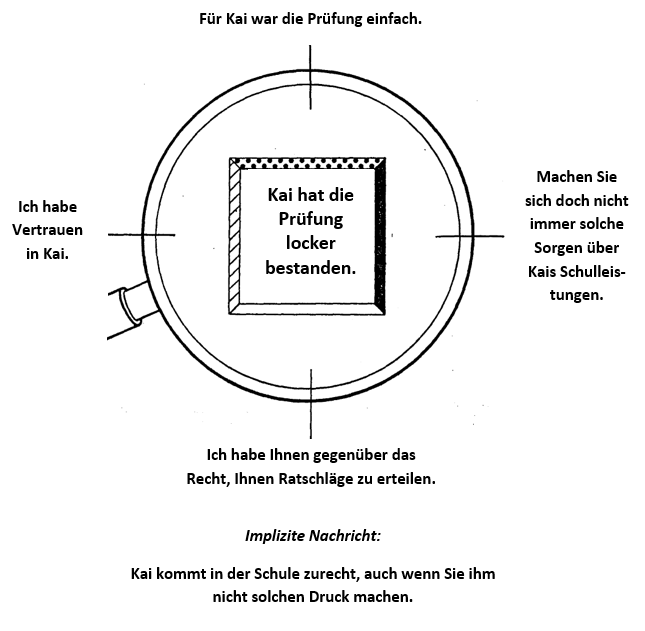 Für Kai war die Prüfung einfach.
Kai hat die
Prüfung
locker
bestanden.
Ich habe
Vertrauen
in Kai.
Machen Sie
sich doch nicht
immer solche
Sorgen über
Kais Schulleis-
tungen.
Ich habe Ihnen gegenüber das
Recht, Ihnen Ratschläge zu erteilen.
Implizite Nachricht:
Kai kommt in der Schule zurecht, auch wenn Sie ihm
nicht solchen Druck machen.